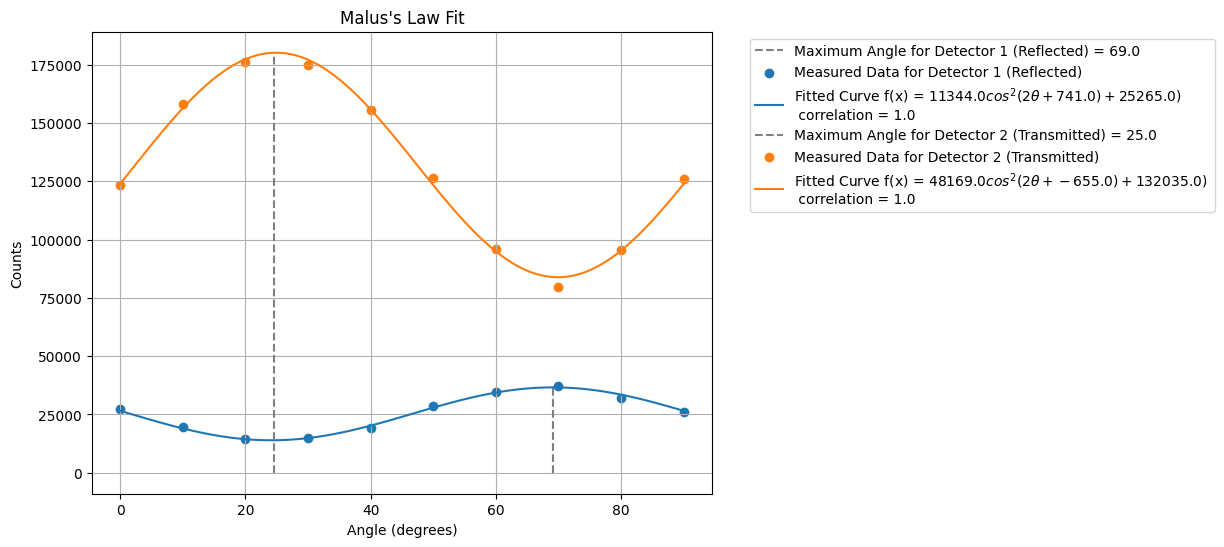 Malus's Law Fit
Maximum Angle for Detector 1 (Reflected) = 69.0
Measured Data for Detector 1 (Reflected)
Fitted Curve f(x) = 11344.0cos²(2θ + 741.0) + 25265.0)
correlation = 1.0
Maximum Angle for Detector 2 (Transmitted) = 25.0
Measured Data for Detector 2 (Transmitted)
Fitted Curve f(x) = 48169.0cos²(2θ + −655.0) + 132035.0)
correlation = 1.0
Counts
175000
150000
125000
100000
75000
50000
25000
0
0 20 40 60 80
Angle (degrees)